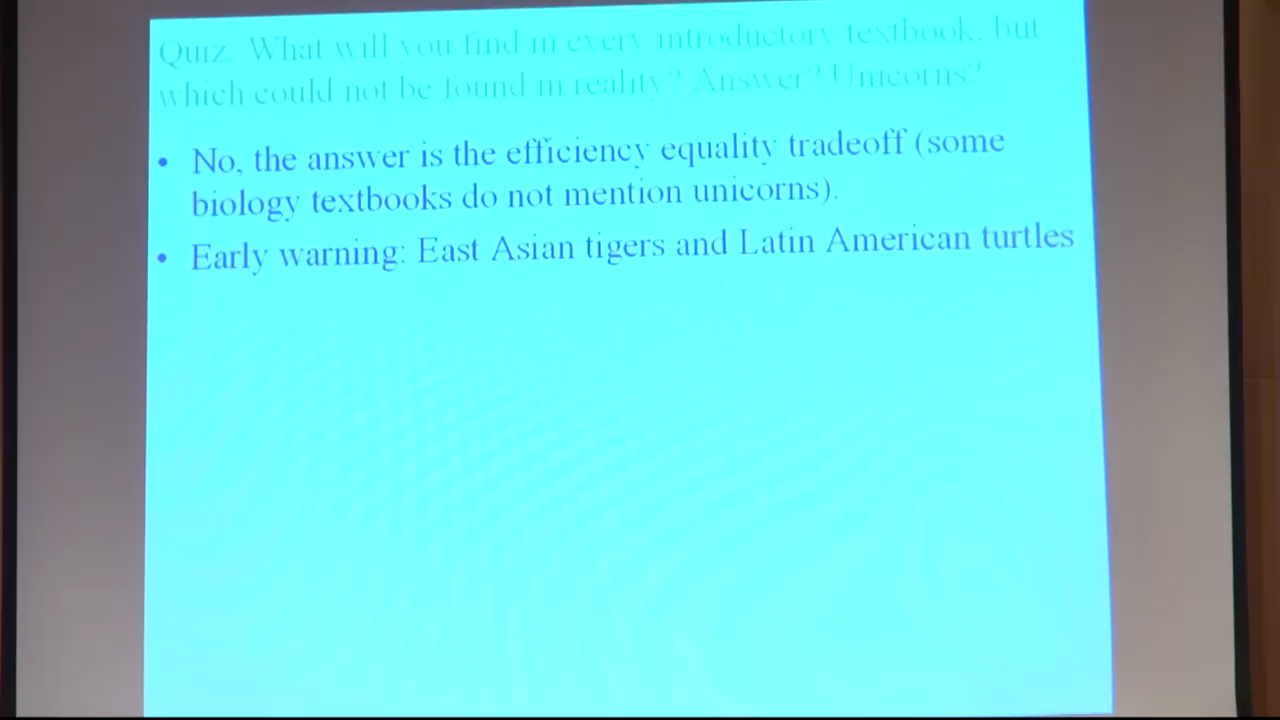 Quiz: What will you find in every introductory textbook, but
which could not be found in reality? Answer? Unicorns?
• No, the answer is the efficiency equality tradeoff (some
biology textbooks do not mention unicorns).
• Early warning: East Asian tigers and Latin American turtles